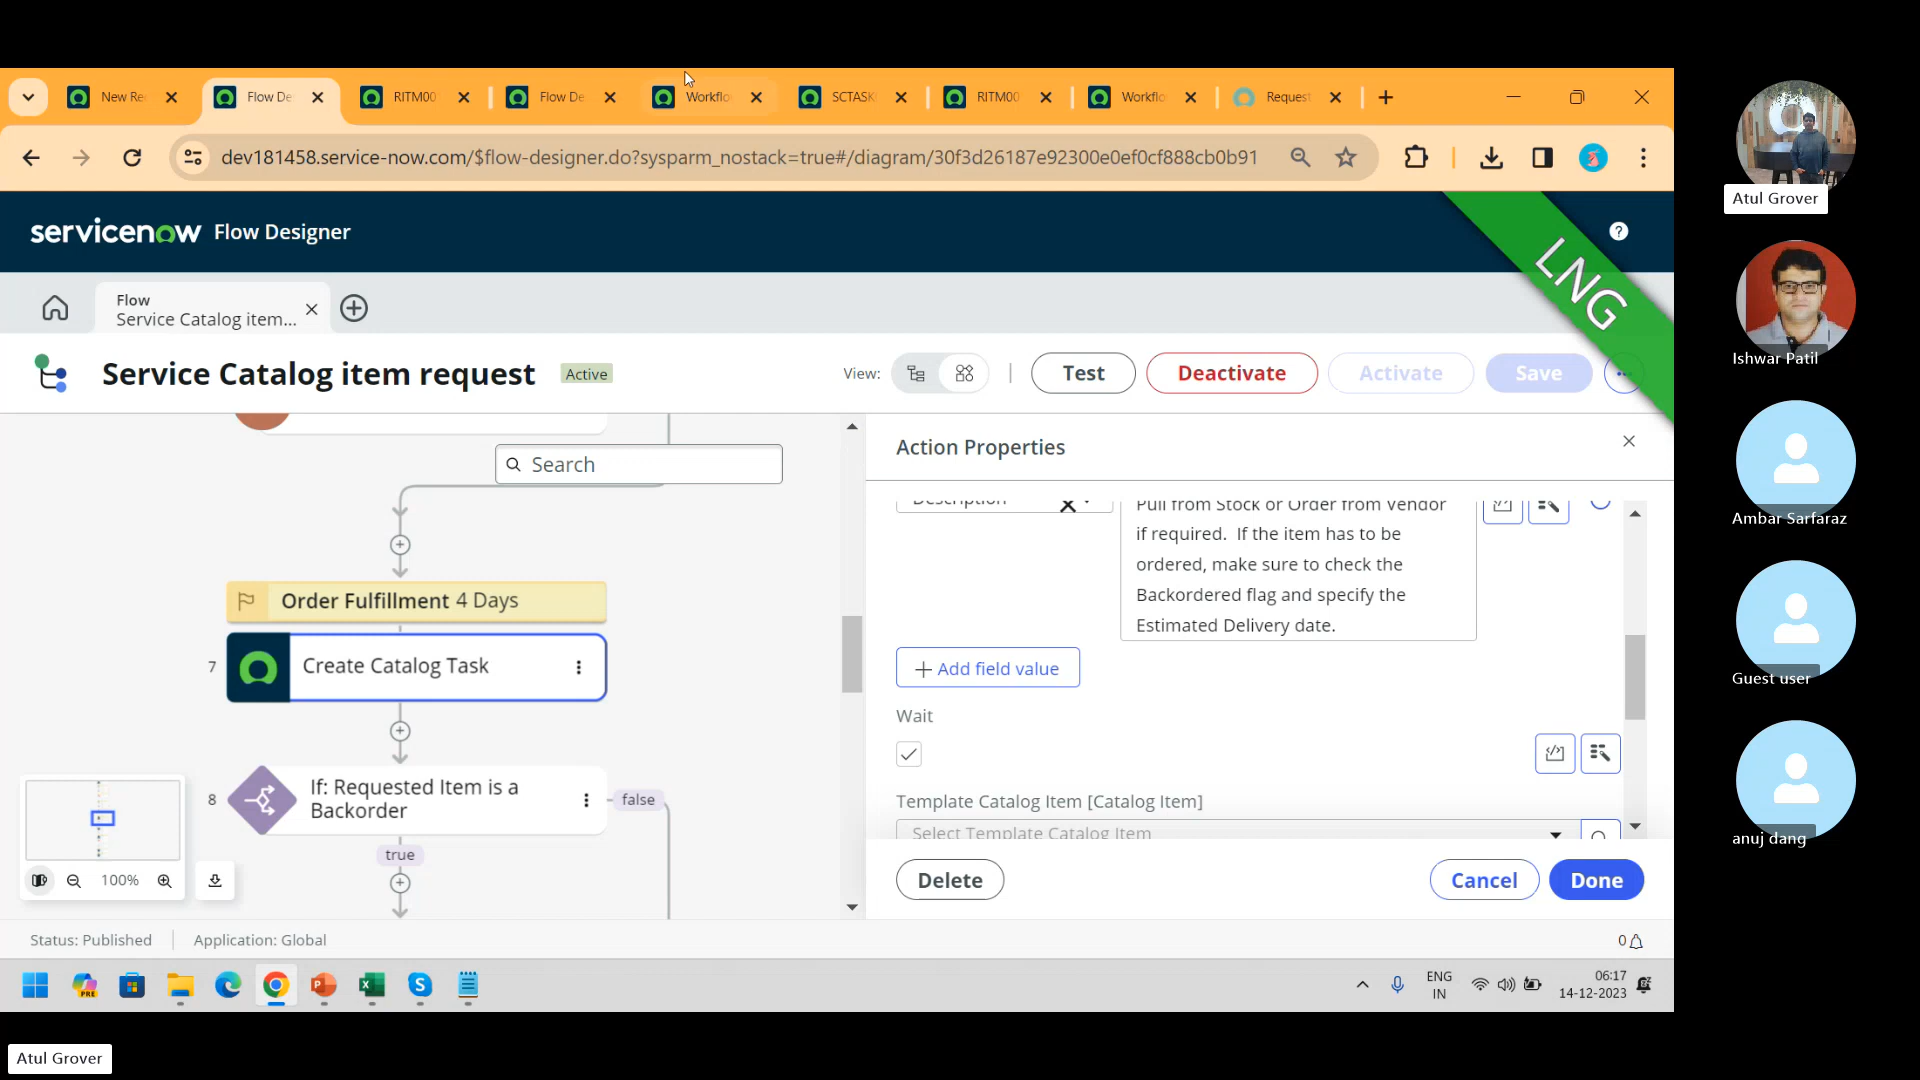 New Re
Flow De
RITM00
Flow De
Workflo
SCTASK
RITM00
Workflo
Request
dev181458.service-now.com/$flow-designer.do?sysparm_nostack=true#/diagram/30f3d26187e92300e0ef0cf888cb0b91
servicenow Flow Designer
LNG
Flow
Service Catalog item...
Service Catalog item request
Active
View:
Test
Deactivate
Activate
Save
Search
Order Fulfillment 4 Days
7
Create Catalog Task
8
If: Requested Item is a
Backorder
false
true
100%
Action Properties
Description
Pull from Stock or Order from Vendor
if required. If the item has to be
ordered, make sure to check the
Backordered flag and specify the
Estimated Delivery date.
+ Add field value
Wait
Template Catalog Item [Catalog Item]
Select Template Catalog Item
Delete
Cancel
Done
Status: Published
Application: Global
0
PRE
ENG
IN
06:17
14-12-2023
Atul Grover
Ishwar Patil
Ambar Sarfaraz
Guest user
anuj dang
Atul Grover